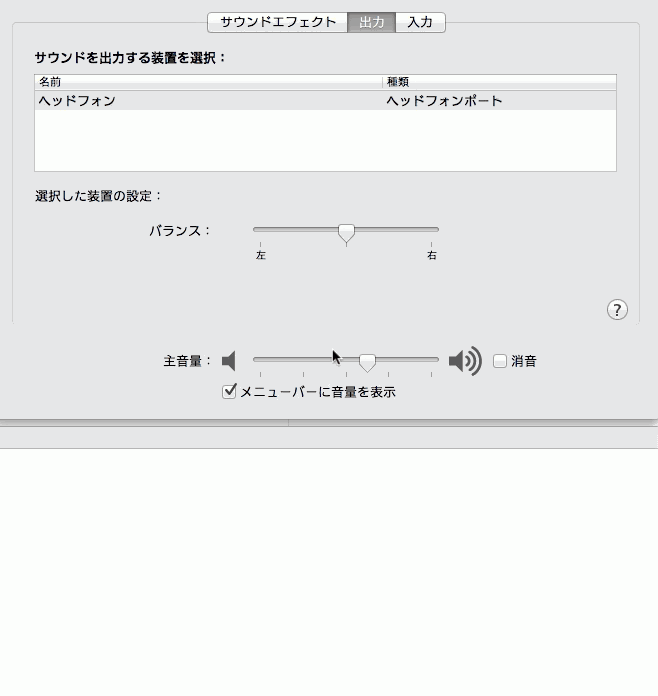 サウンドエフェクト 出力 入力
サウンドを出力する装置を選択：
名前 種類
ヘッドフォン ヘッドフォンポート
選択した装置の設定：
バランス：
左 右
?
主音量： 消音
メニューバーに音量を表示